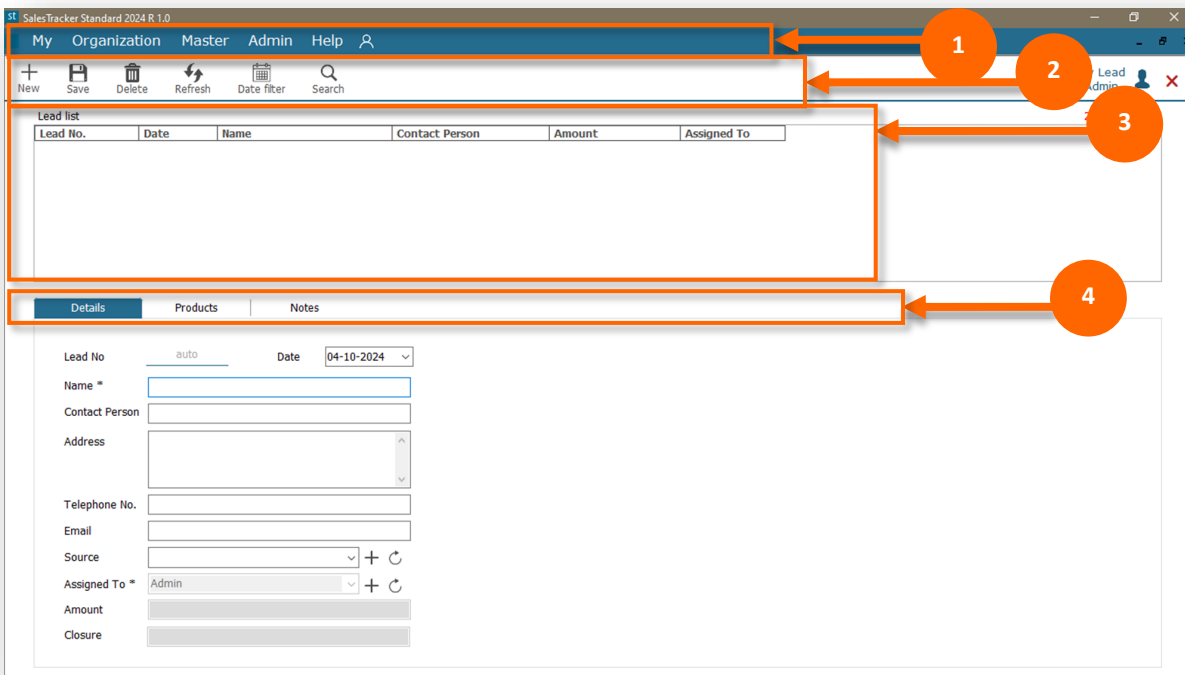 st SalesTracker Standard 2024 R 1.0
My Organization Master Admin Help
1
New Save Delete Refresh Date filter Search
2
Lead
Lead list
3
Lead No. Date Name Contact Person Amount Assigned To
4
Details Products Notes
Lead No auto Date 04-10-2024
Name *
Contact Person
Address
Telephone No.
Email
Source
Assigned To * Admin
Amount
Closure